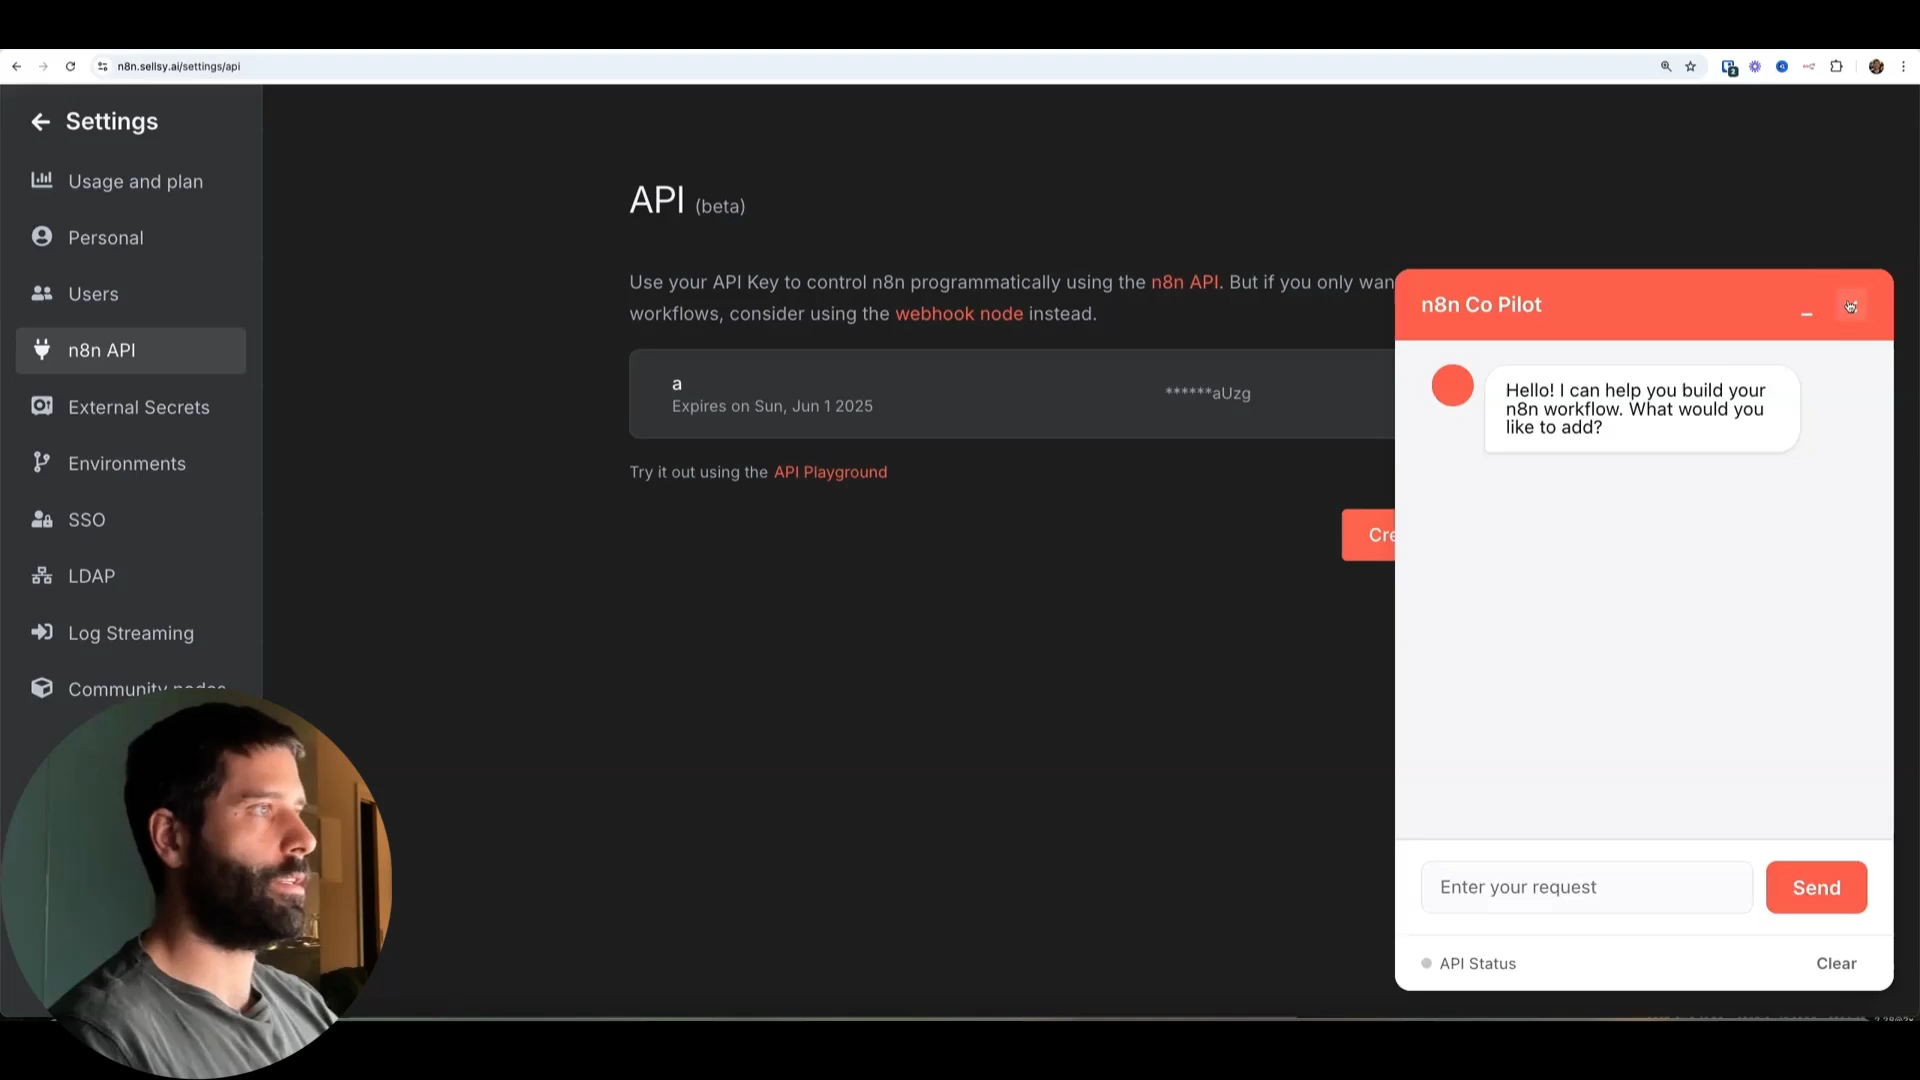 n8n.sellsy.ai/settings/api
2
Settings
Usage and plan
Personal
Users
n8n API
External Secrets
Environments
SSO
LDAP
Log Streaming
Community nodes
API (beta)
Use your API Key to control n8n programmatically using the n8n API. But if you only wan
workflows, consider using the webhook node instead.
a
Expires on Sun, Jun 1 2025
******aUzg
Try it out using the API Playground
Cre
n8n Co Pilot
Hello! I can help you build your
n8n workflow. What would you
like to add?
Enter your request
Send
API Status
Clear